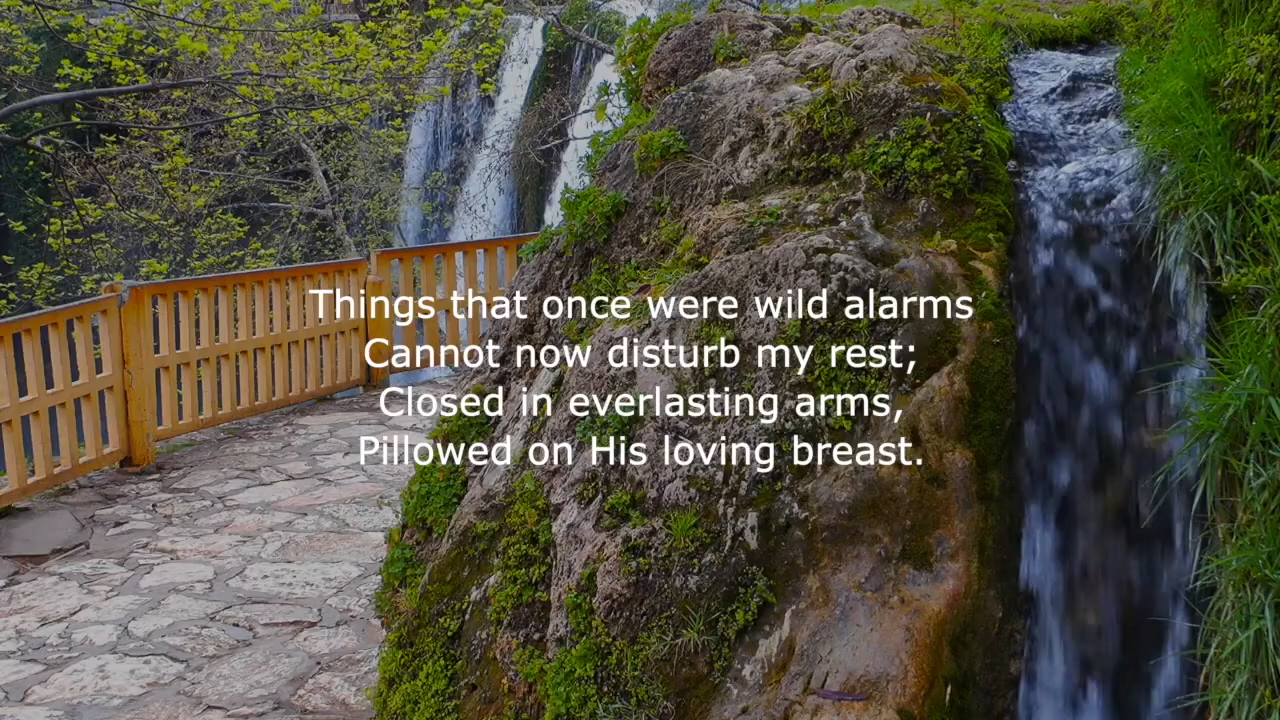 Things that once were wild alarms
Cannot now disturb my rest;
Closed in everlasting arms,
Pillowed on His loving breast.